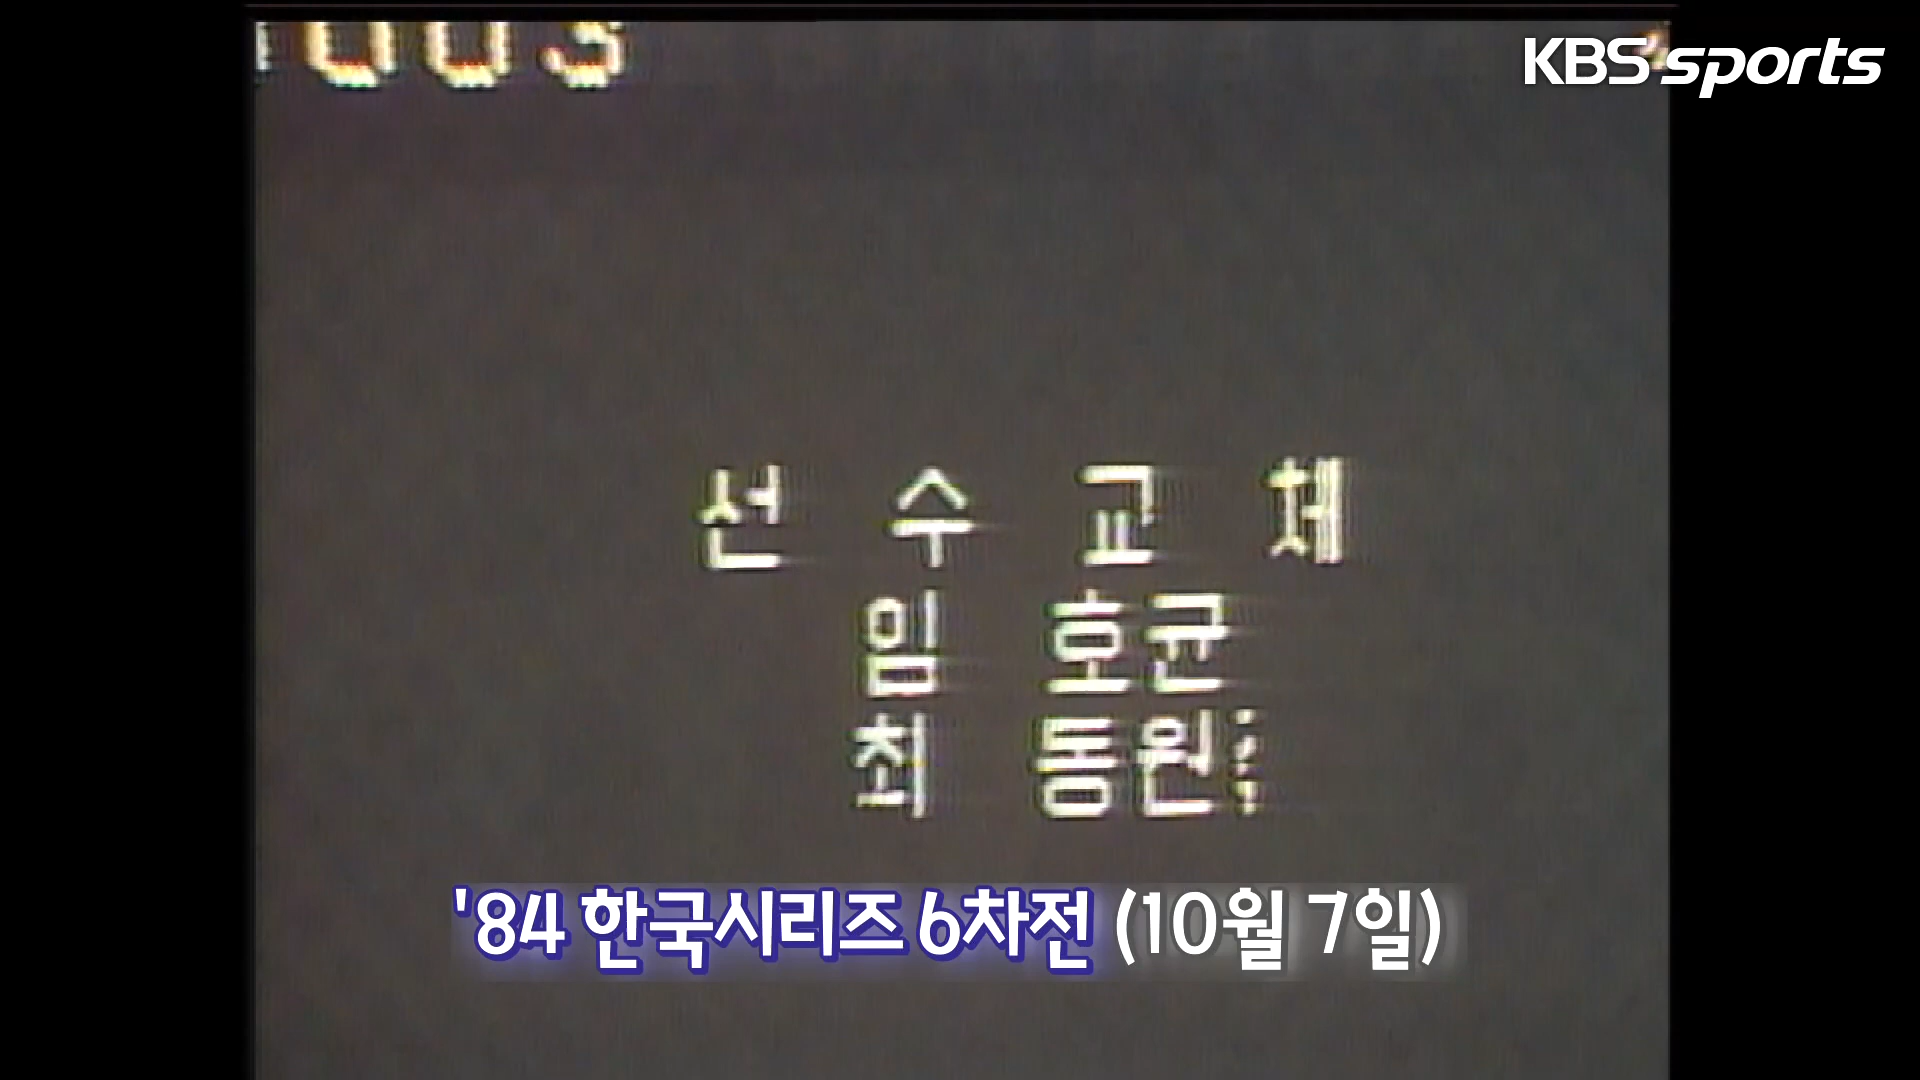 003
KBS sports
선 수 교 체
임 호균
최 동원
'84 한국시리즈 6차전 (10월 7일)